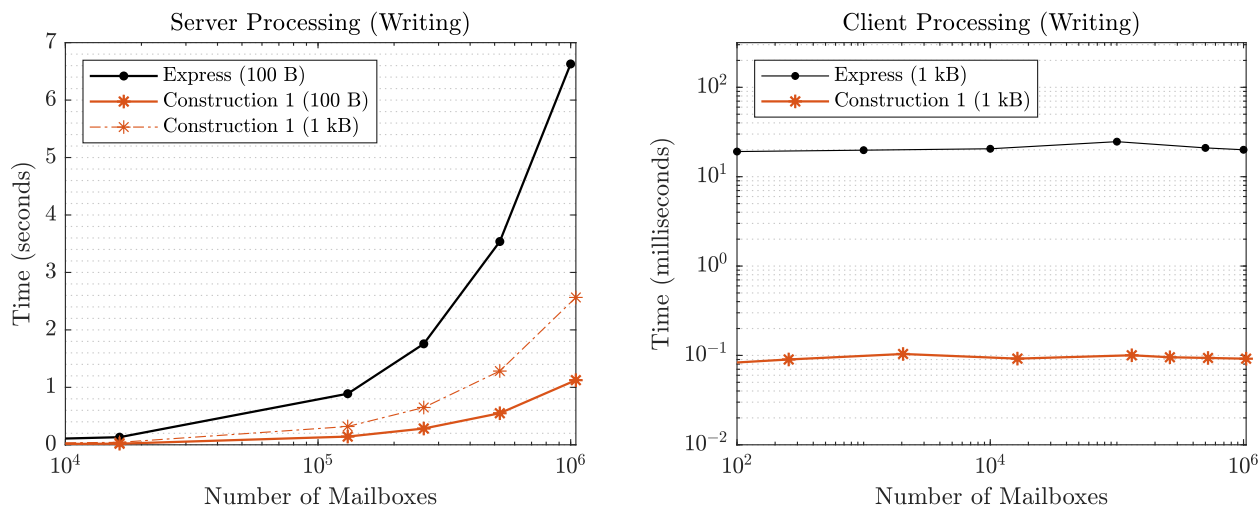 Server Processing (Writing)
7
6
5
4
3
2
1
0
Time (seconds)
Express (100 B)
Construction 1 (100 B)
Construction 1 (1 kB)
10^4
10^5
10^6
Number of Mailboxes
Client Processing (Writing)
10^2
10^1
10^0
10^-1
10^-2
Time (milliseconds)
Express (1 kB)
Construction 1 (1 kB)
10^2
10^4
10^6
Number of Mailboxes